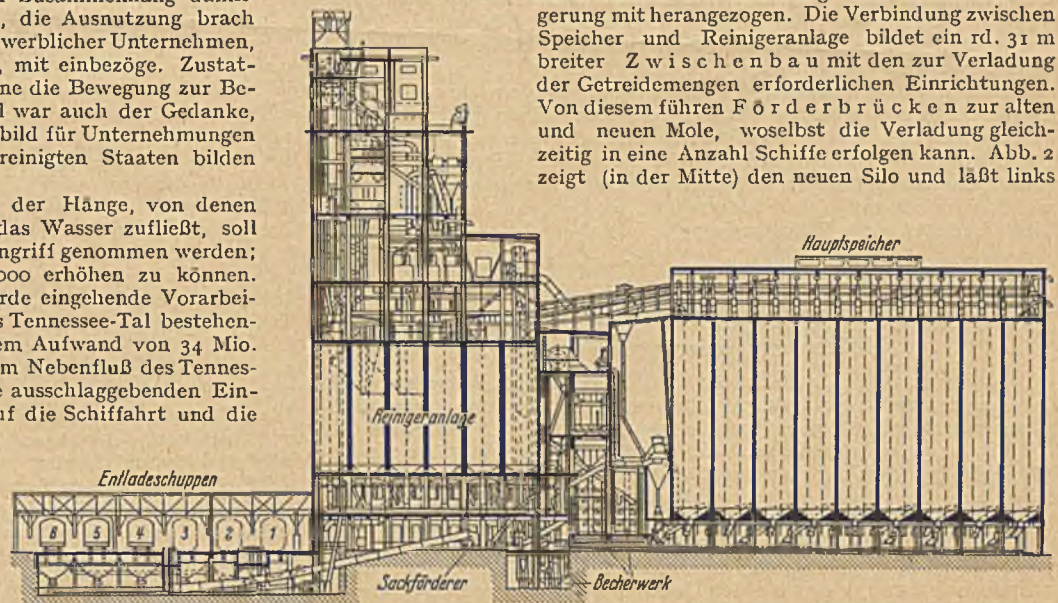 , die Ausnutzung brach
werblicher Unternehmen,
, mit einbezöge. Zustat-
ne die Bewegung zur Be-
war auch der Gedanke,
bild für Unternehmungen
reinigten Staaten bilden
der Hänge, von denen
das Wasser zufließt, soll
ngriff genommen werden;
000 erhöhen zu können.
rde eingehende Vorarbei-
s Tennessee-Tal bestehen-
em Aufwand von 34 Mio.
m Nebenfluß des Tennes-
e ausschlaggebenden Ein-
uf die Schiffahrt und die
gerung mit herangezogen. Die Verbindung zwischen
Speicher und Reinigeranlage bildet ein rd. 31 m
breiter Zwischenbau mit den zur Verladung
der Getreidemengen erforderlichen Einrichtungen.
Von diesem führen Förderbrücken zur alten
und neuen Mole, woselbst die Verladung gleich-
zeitig in eine Anzahl Schiffe erfolgen kann. Abb. 2
zeigt (in der Mitte) den neuen Silo und läßt links
Hauptspeicher
Reinigeranlage
Entladeschuppen
6 5 4 3 2 1
Sackförderer
Becherwerk